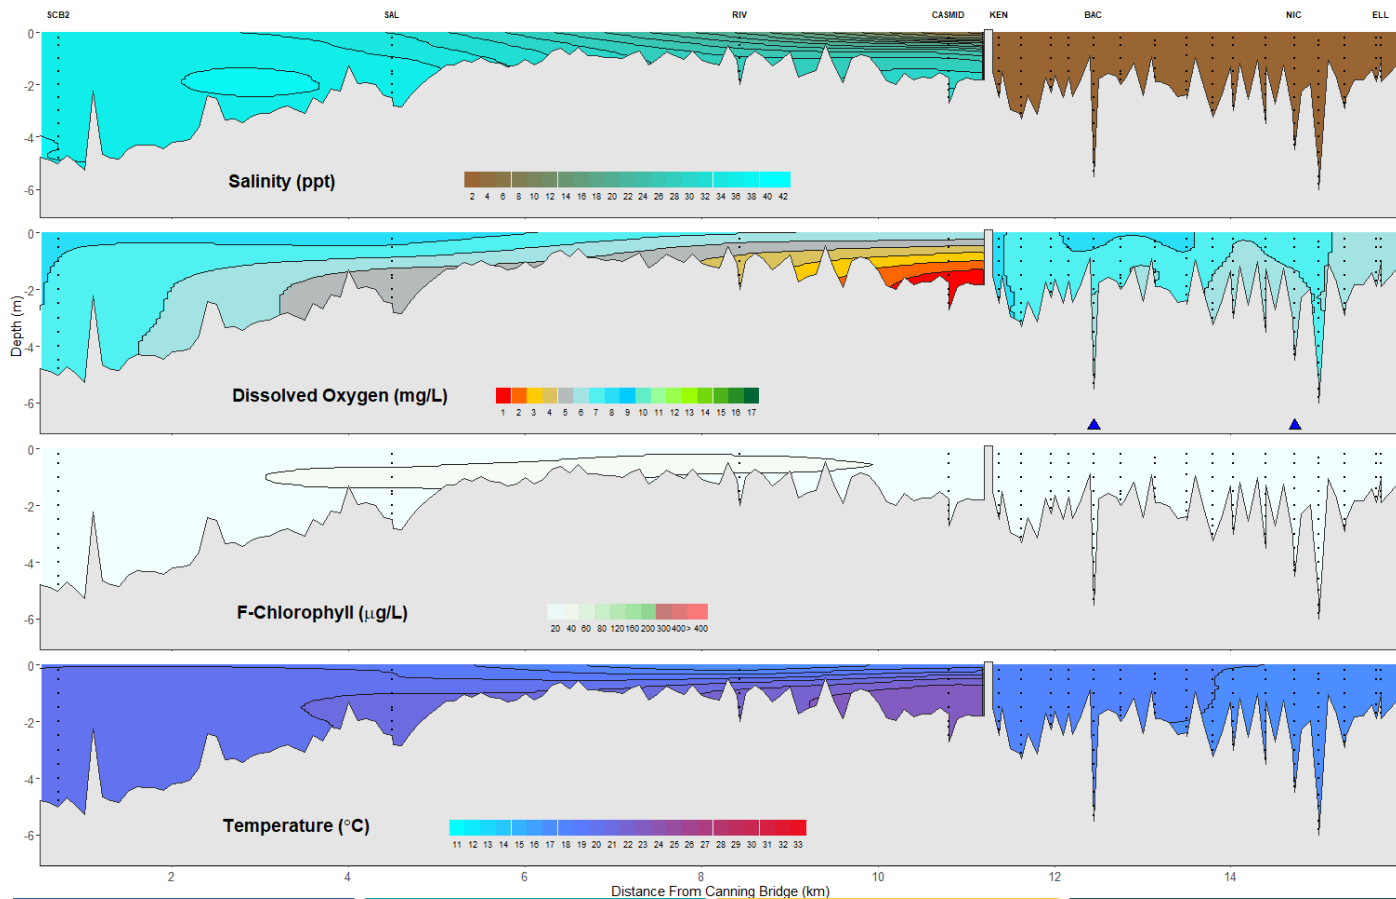 SCB2 SAL RIV CASMID KEN BAC NIC ELL
0
-2
-4
-6
Salinity (ppt)
2 4 6 8 10 12 14 16 18 20 22 24 26 28 30 32 34 36 38 40 42
0
-2
-4
-6
Depth (m)
Dissolved Oxygen (mg/L)
1 2 3 4 5 6 7 8 9 10 11 12 13 14 15 16 17
0
-2
-4
-6
F-Chlorophyll (μg/L)
20 40 60 80 120 160 200 300 400 > 400
0
-2
-4
-6
Temperature (°C)
11 12 13 14 15 16 17 18 19 20 21 22 23 24 25 26 27 28 29 30 31 32 33
2 4 6 8 10 12 14
Distance From Canning Bridge (km)